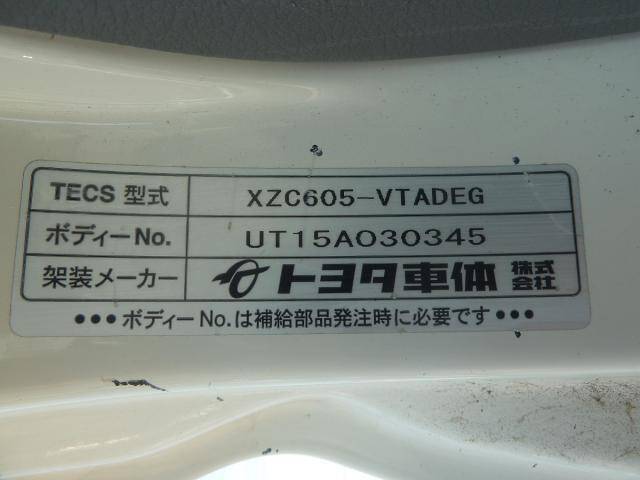 TECS 型式 XZC605-VTADEG
ボディーNo. UT15A030345
架装メーカー トヨタ車体 株式会社
●●●ボディーNo.は補給部品発注時に必要です●●●